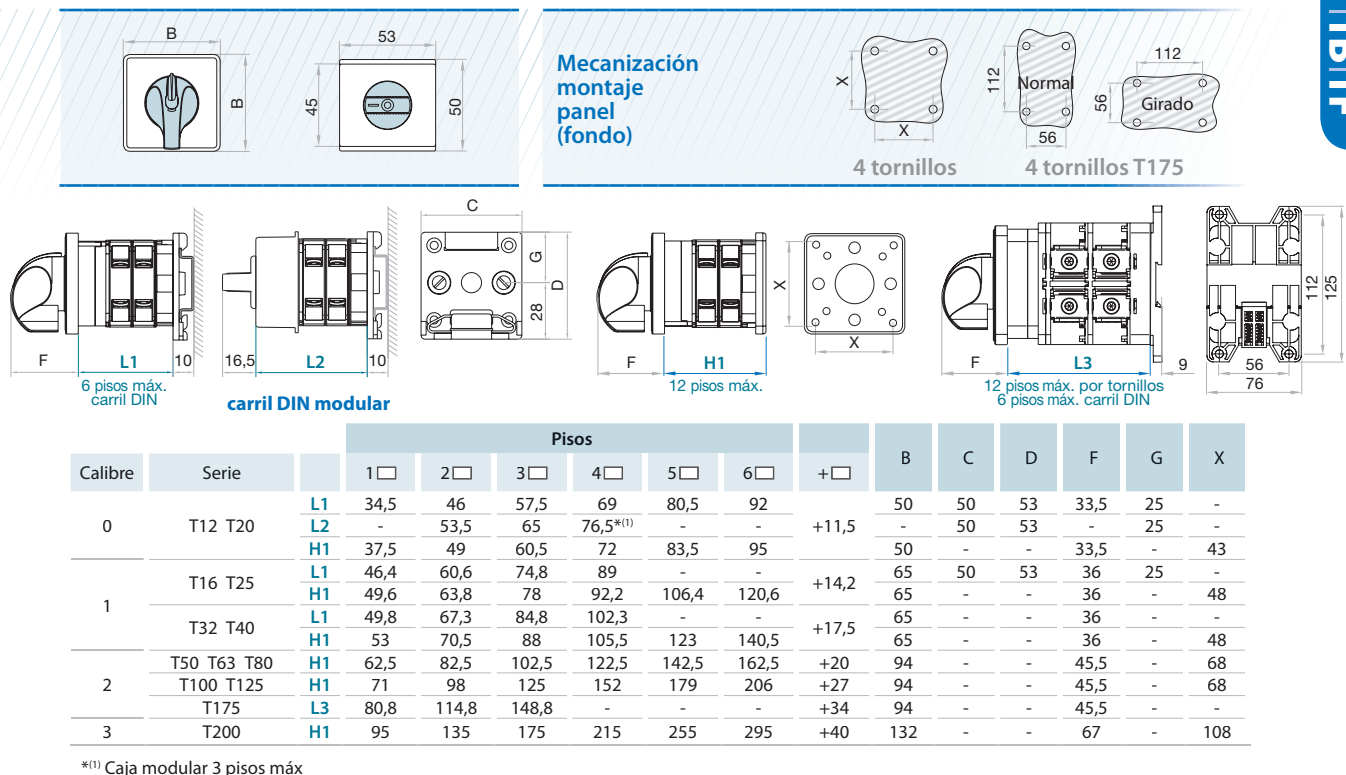 B
B
53
45
50
Mecanización
montaje
panel
(fondo)
X
X
4 tornillos
112
Normal
56
112
56
Girado
4 tornillos T175
F
L1
10
6 pisos máx.
carril DIN
16,5
L2
10
carril DIN modular
C
G
D
28
F
H1
12 pisos máx.
X
X
F
L3
9
12 pisos máx. por tornillos
6 pisos máx. carril DIN
112
125
56
76
Pisos
Calibre Serie 1 2 3 4 5 6 + B C D F G X
0 T12 T20 +11,5
L1 34,5 46 57,5 69 80,5 92 50 50 53 33,5 25 -
L2 - 53,5 65 76,5*(1) - - - 50 53 - 25 -
H1 37,5 49 60,5 72 83,5 95 50 - - 33,5 - 43
1 T16 T25 +14,2
L1 46,4 60,6 74,8 89 - - 65 50 53 36 25 -
H1 49,6 63,8 78 92,2 106,4 120,6 65 - - 36 - 48
T32 T40 +17,5
L1 49,8 67,3 84,8 102,3 - - 65 - - 36 - -
H1 53 70,5 88 105,5 123 140,5 65 - - 36 - 48
2 T50 T63 T80 H1 62,5 82,5 102,5 122,5 142,5 162,5 +20 94 - - 45,5 - 68
T100 T125 H1 71 98 125 152 179 206 +27 94 - - 45,5 - 68
T175 L3 80,8 114,8 148,8 - - - +34 94 - - 45,5 - -
3 T200 H1 95 135 175 215 255 295 +40 132 - - 67 - 108
*(1) Caja modular 3 pisos máx